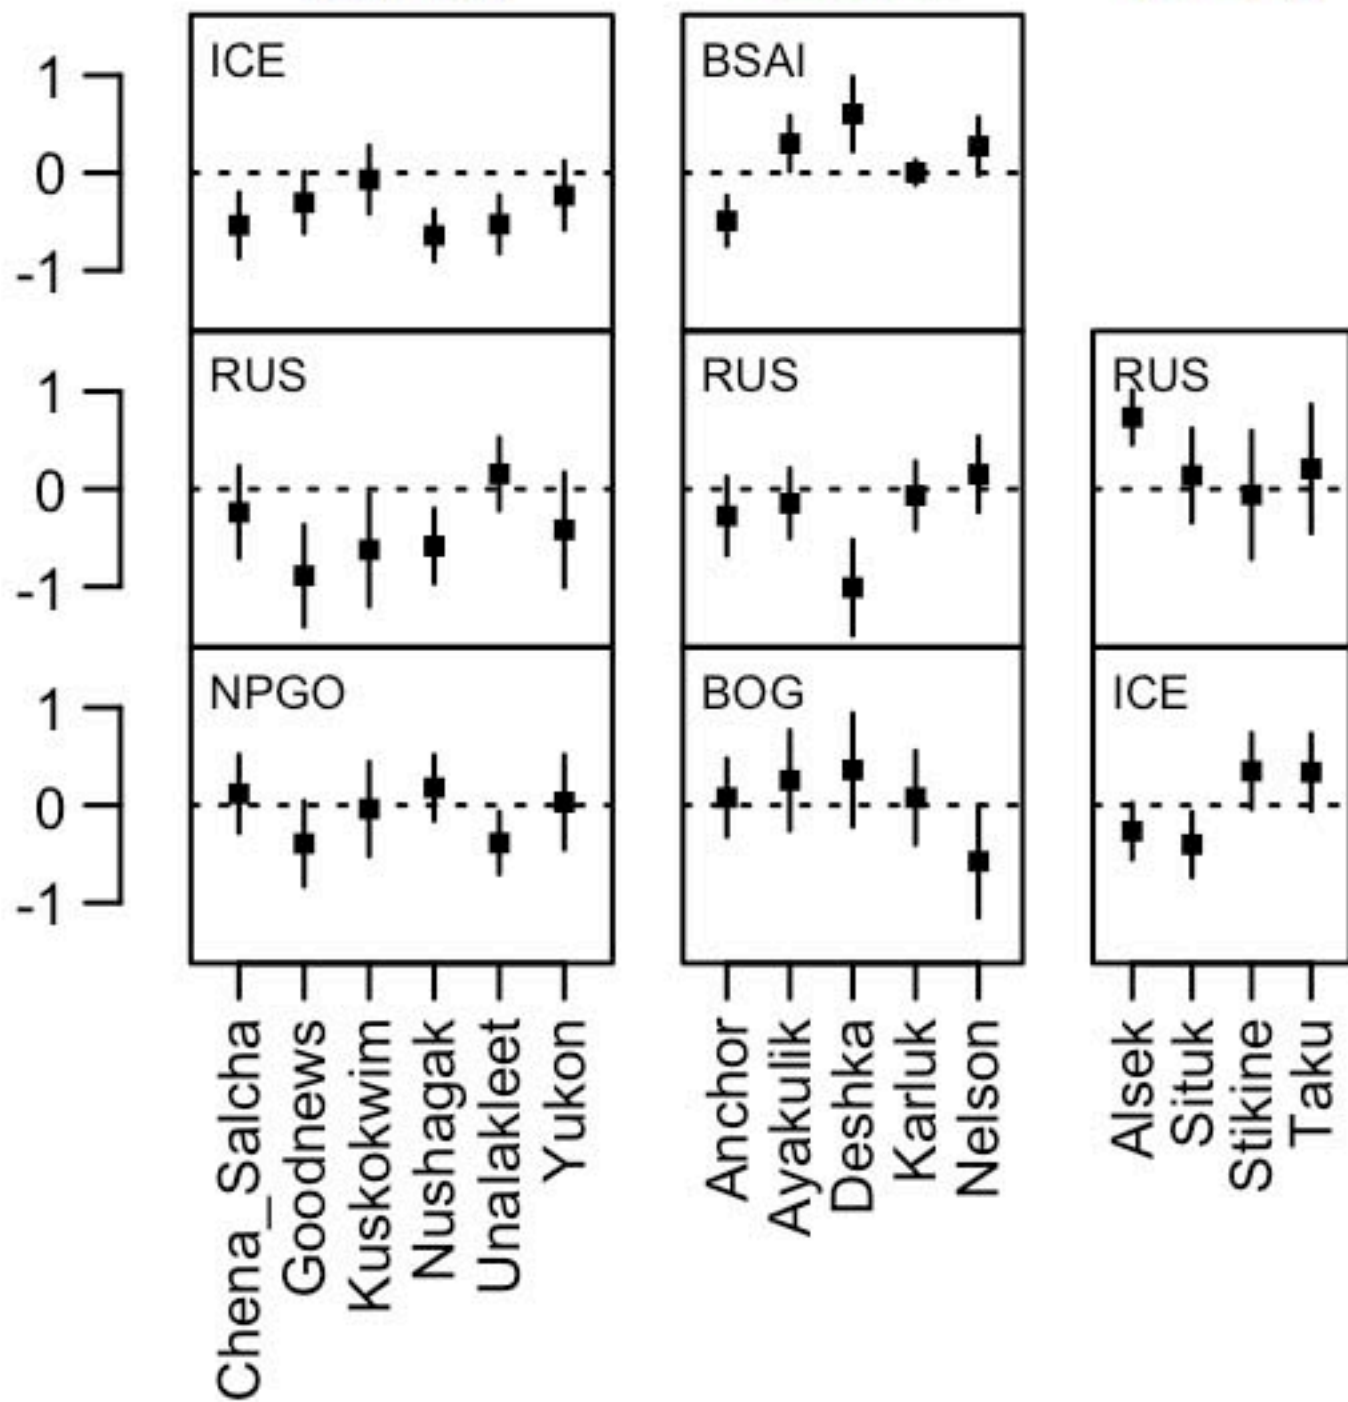 ICE
BSAI
1
0
-1
RUS
RUS
RUS
1
0
-1
NPGO
BOG
ICE
1
0
-1
Chena_Salcha
Goodnews
Kuskokwim
Nushagak
Unalakleet
Yukon
Anchor
Ayakulik
Deshka
Karluk
Nelson
Alsek
Situk
Stikine
Taku